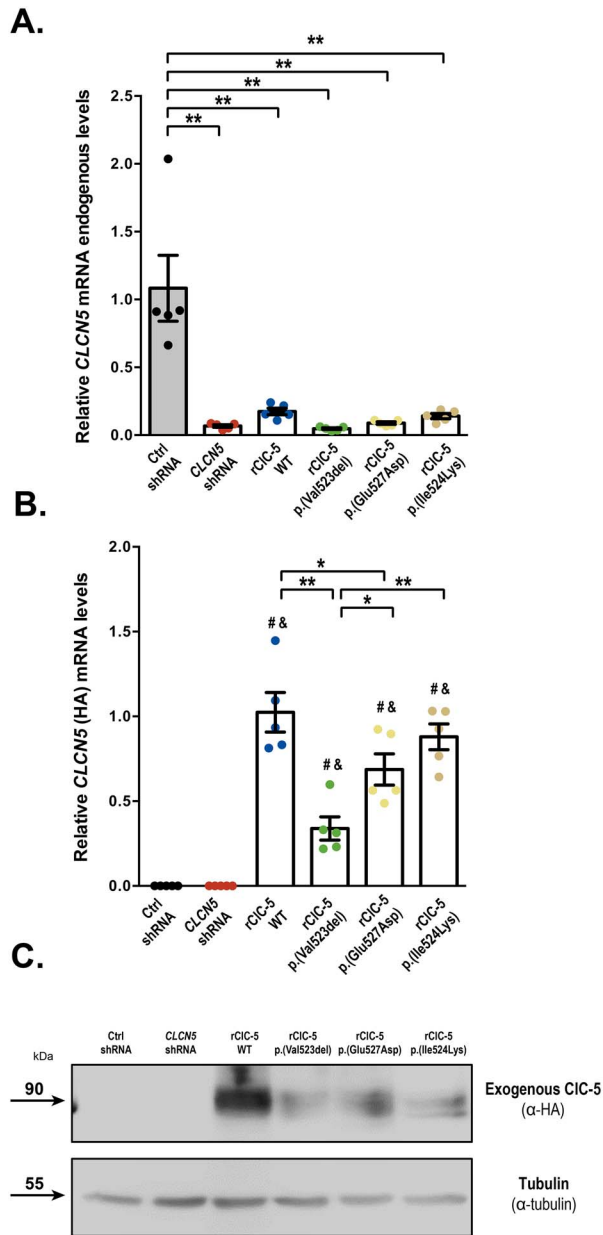 A.
**
**
**
**
**
2.5
2.0
1.5
1.0
0.5
0.0
Relative CLCN5 mRNA endogenous levels
Ctrl
shRNA
CLCN5
shRNA
rClC-5
WT
rClC-5
p.(Val523del)
rClC-5
p.(Glu527Asp)
rClC-5
p.(Ile524Lys)
B.
2.0
1.5
1.0
0.5
0.0
Relative CLCN5 (HA) mRNA levels
*
** **
*
# &
# &
# &
# &
Ctrl
shRNA
CLCN5
shRNA
rClC-5
WT
rClC-5
p.(Val523del)
rClC-5
p.(Glu527Asp)
rClC-5
p.(Ile524Lys)
C.
Ctrl
shRNA
CLCN5
shRNA
rClC-5
WT
rClC-5
p.(Val523del)
rClC-5
p.(Glu527Asp)
rClC-5
p.(Ile524Lys)
kDa
90
Exogenous ClC-5
(α-HA)
55
Tubulin
(α-tubulin)